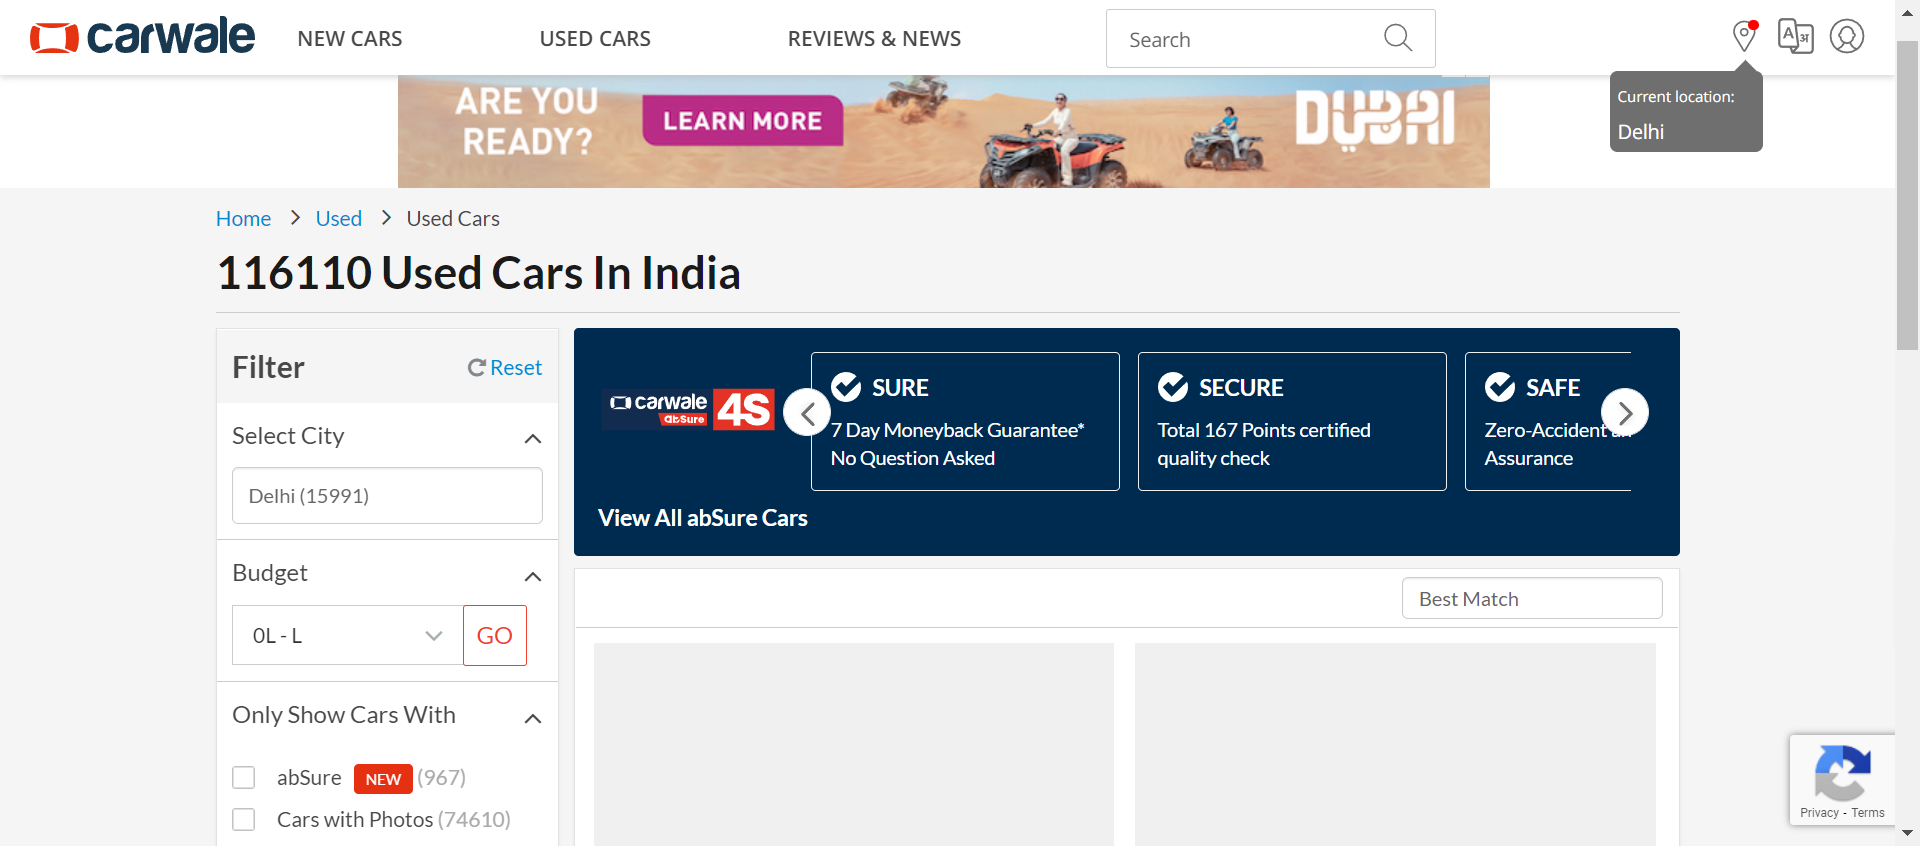 carwale
NEW CARS
USED CARS
REVIEWS & NEWS
Search
A अ
Current location:
Delhi
ARE YOU
READY?
LEARN MORE
DUBAI
Home
Used
Used Cars
116110 Used Cars In India
Filter
Reset
Select City
Delhi (15991)
Budget
0L - L
GO
Only Show Cars With
abSure NEW (967)
Cars with Photos (74610)
carwale
abSure
4S
SURE
7 Day Moneyback Guarantee*
No Question Asked
SECURE
Total 167 Points certified
quality check
SAFE
Zero-Accident
Assurance
View All abSure Cars
Best Match
Privacy - Terms